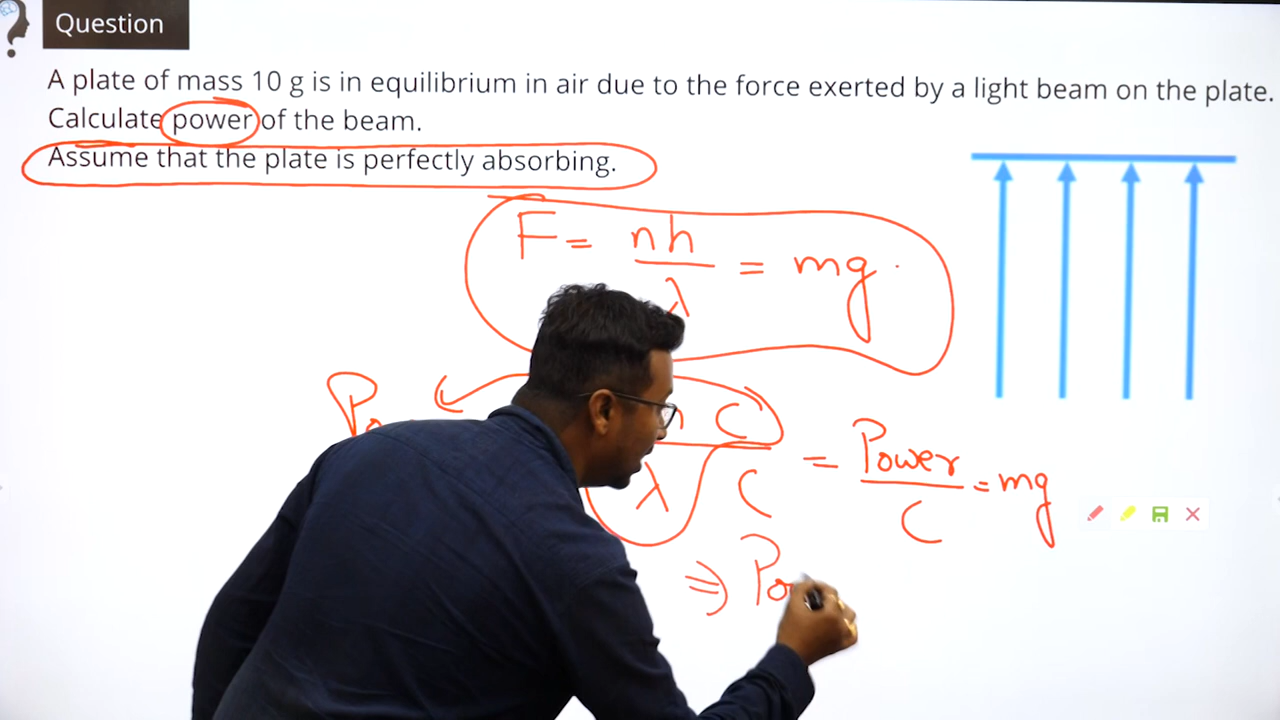 Question
A plate of mass 10 g is in equilibrium in air due to the force exerted by a light beam on the plate.
Calculate power of the beam.
Assume that the plate is perfectly absorbing.
F = nh/λ = mg
C/λ C = Power/C = mg
⇒ Po